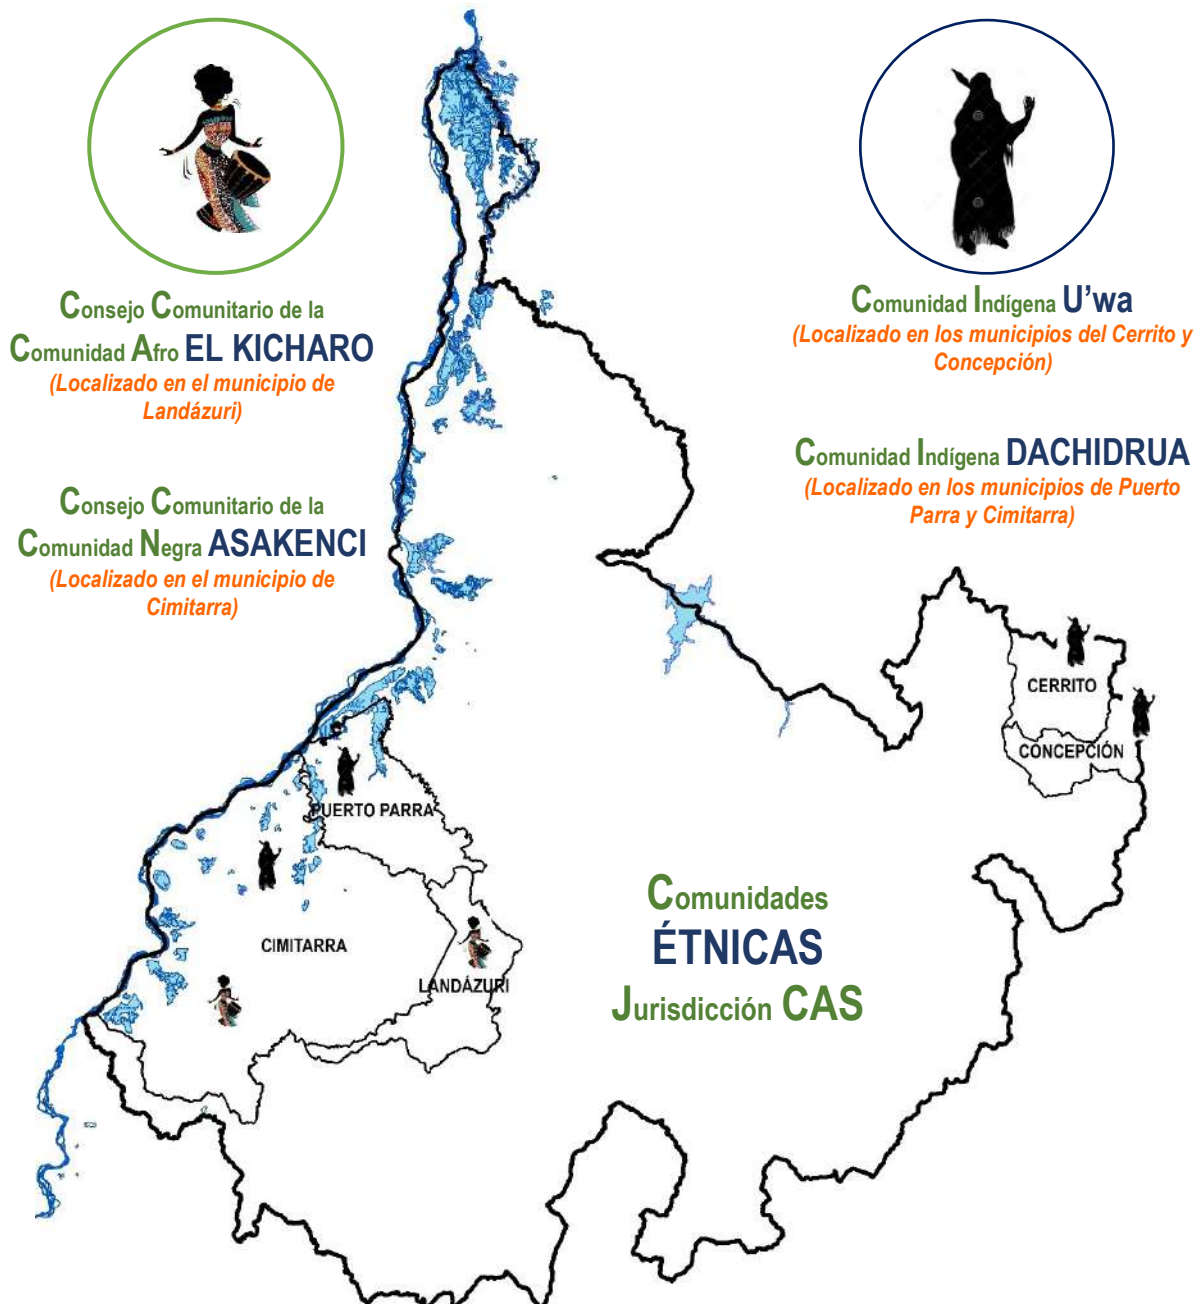 Consejo Comunitario de la
Comunidad Afro EL KICHARO
(Localizado en el municipio de
Landázuri)
Consejo Comunitario de la
Comunidad Negra ASAKENCI
(Localizado en el municipio de
Cimitarra)
Comunidad Indígena U'wa
(Localizado en los municipios del Cerrito y
Concepción)
Comunidad Indígena DACHIDRUA
(Localizado en los municipios de Puerto
Parra y Cimitarra)
CERRITO
CONCEPCIÓN
PUERTO PARRA
CIMITARRA
LANDÁZURI
Comunidades
ÉTNICAS
Jurisdicción CAS